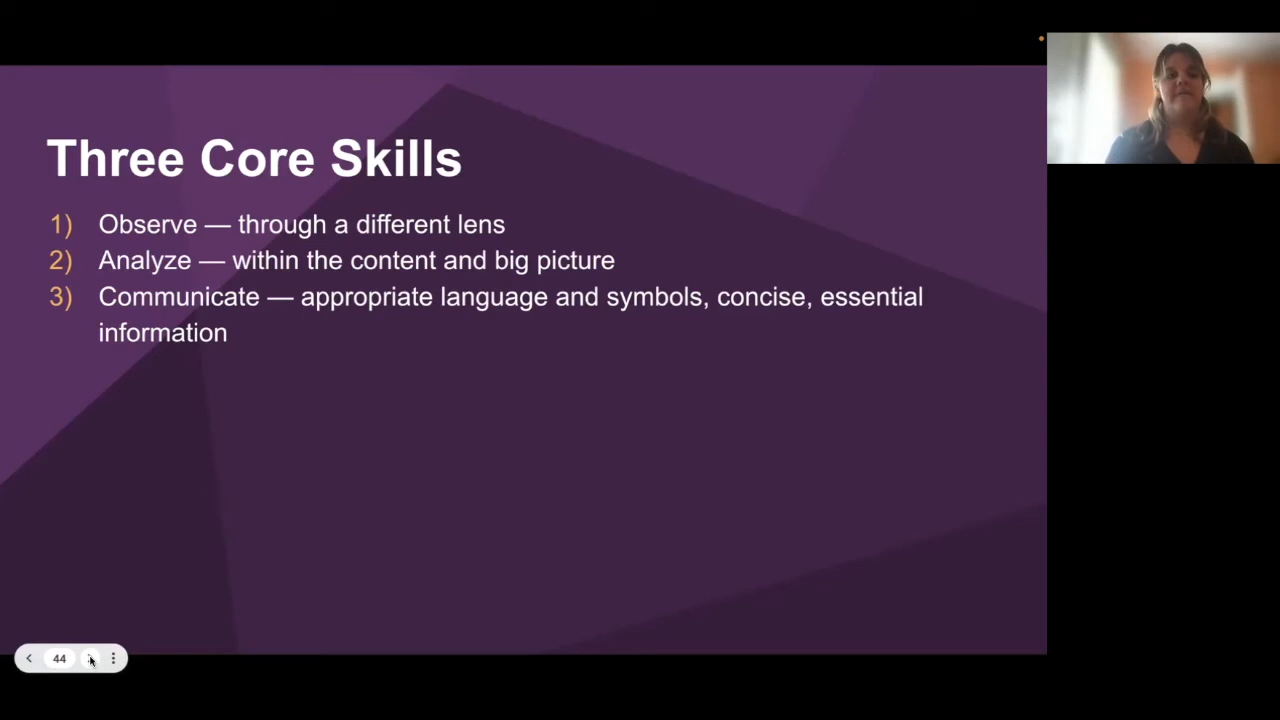 Three Core Skills
1) Observe — through a different lens
2) Analyze — within the content and big picture
3) Communicate — appropriate language and symbols, concise, essential
information
44